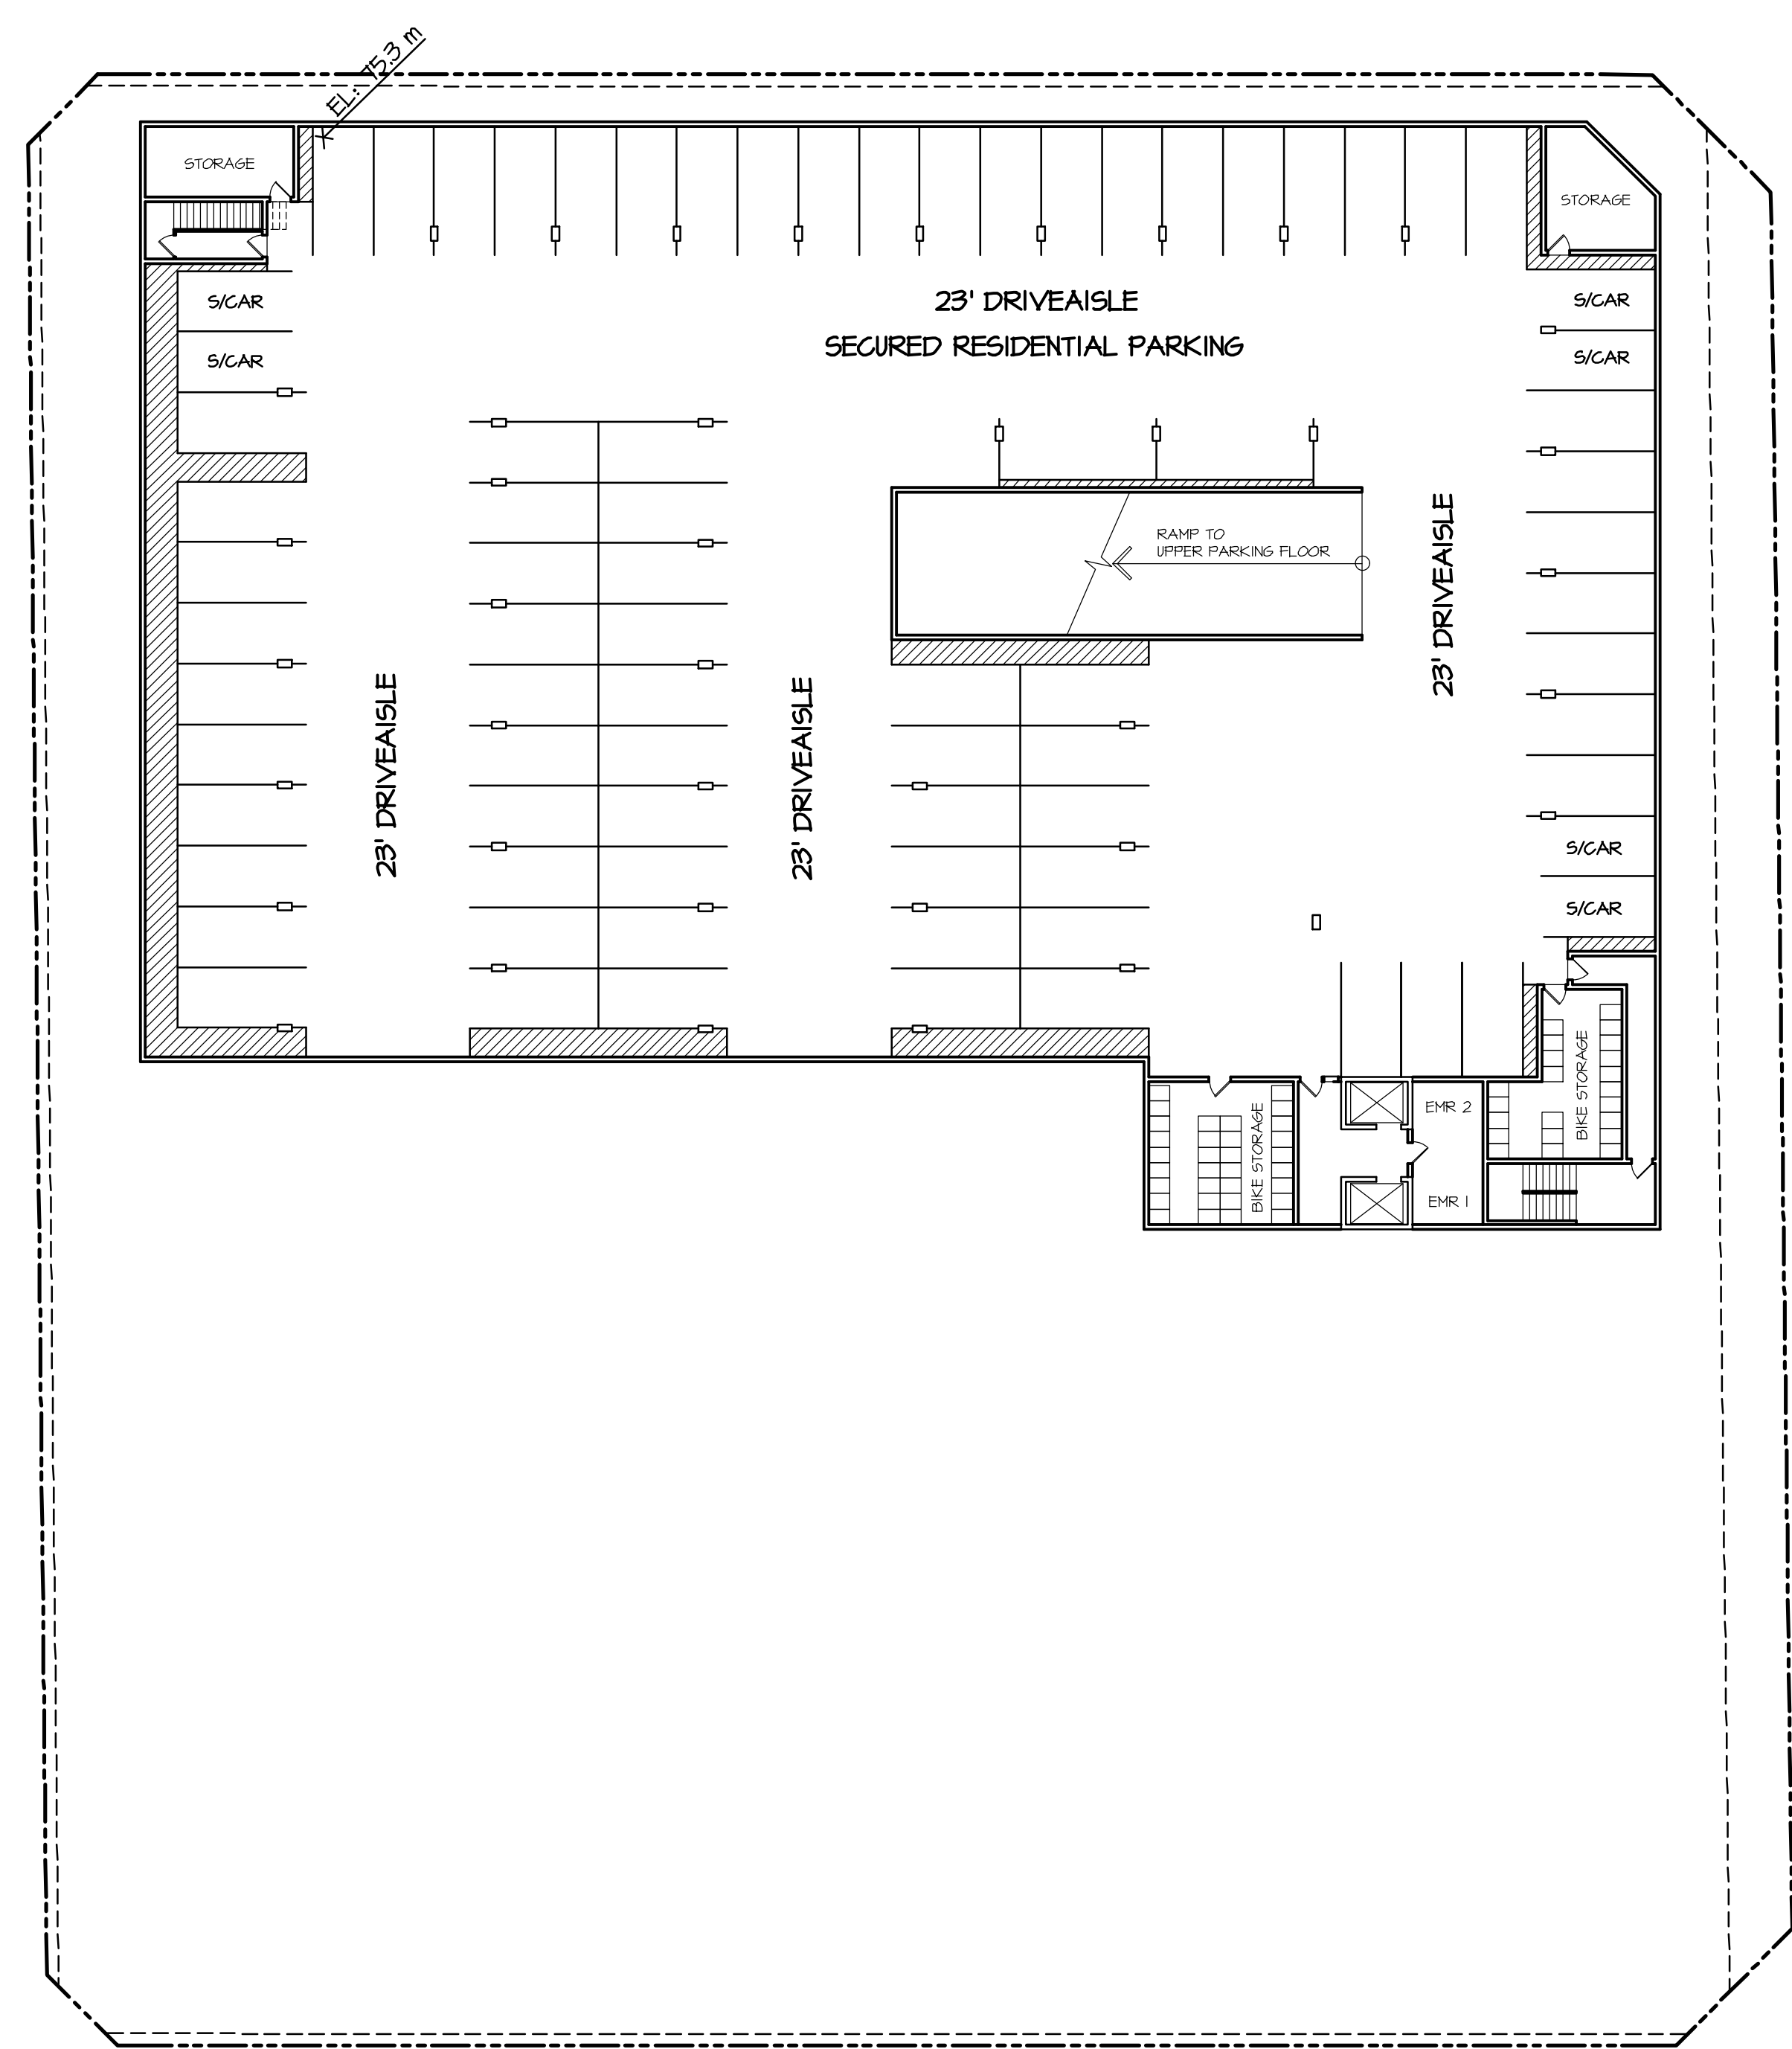 EL: 75.3 m
STORAGE
STORAGE
S/CAR
S/CAR
23' DRIVEAISLE
SECURED RESIDENTIAL PARKING
S/CAR
S/CAR
RAMP TO
UPPER PARKING FLOOR
23' DRIVEAISLE
23' DRIVEAISLE
23' DRIVEAISLE
S/CAR
S/CAR
BIKE STORAGE
EMR 2
BIKE STORAGE
EMR 1